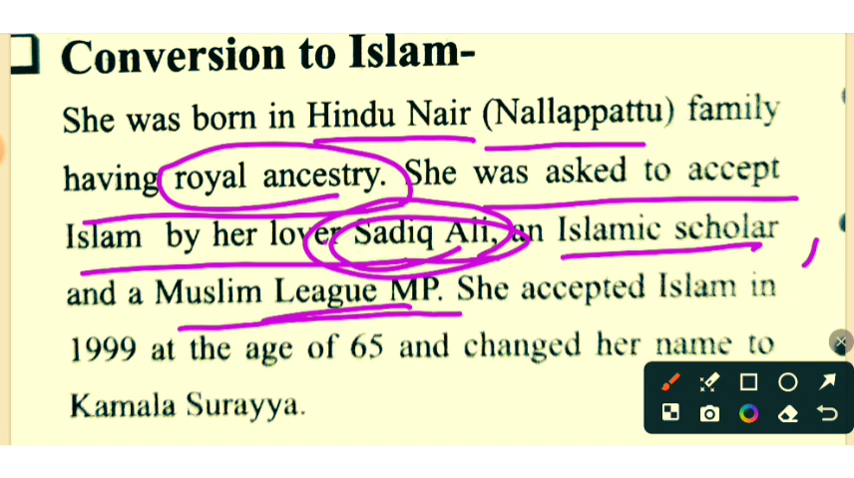 Conversion to Islam-
She was born in Hindu Nair (Nallappattu) family
having royal ancestry. She was asked to accept
Islam by her lover Sadiq Ali, an Islamic scholar
and a Muslim League MP. She accepted Islam in
1999 at the age of 65 and changed her name to
Kamala Surayya.